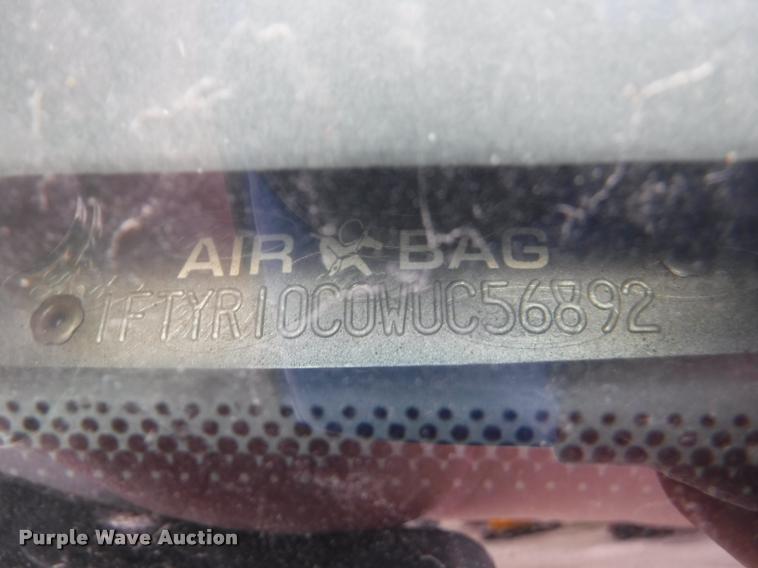 AIR BAG
1FTYR10C0WUC56892
Purple Wave Auction